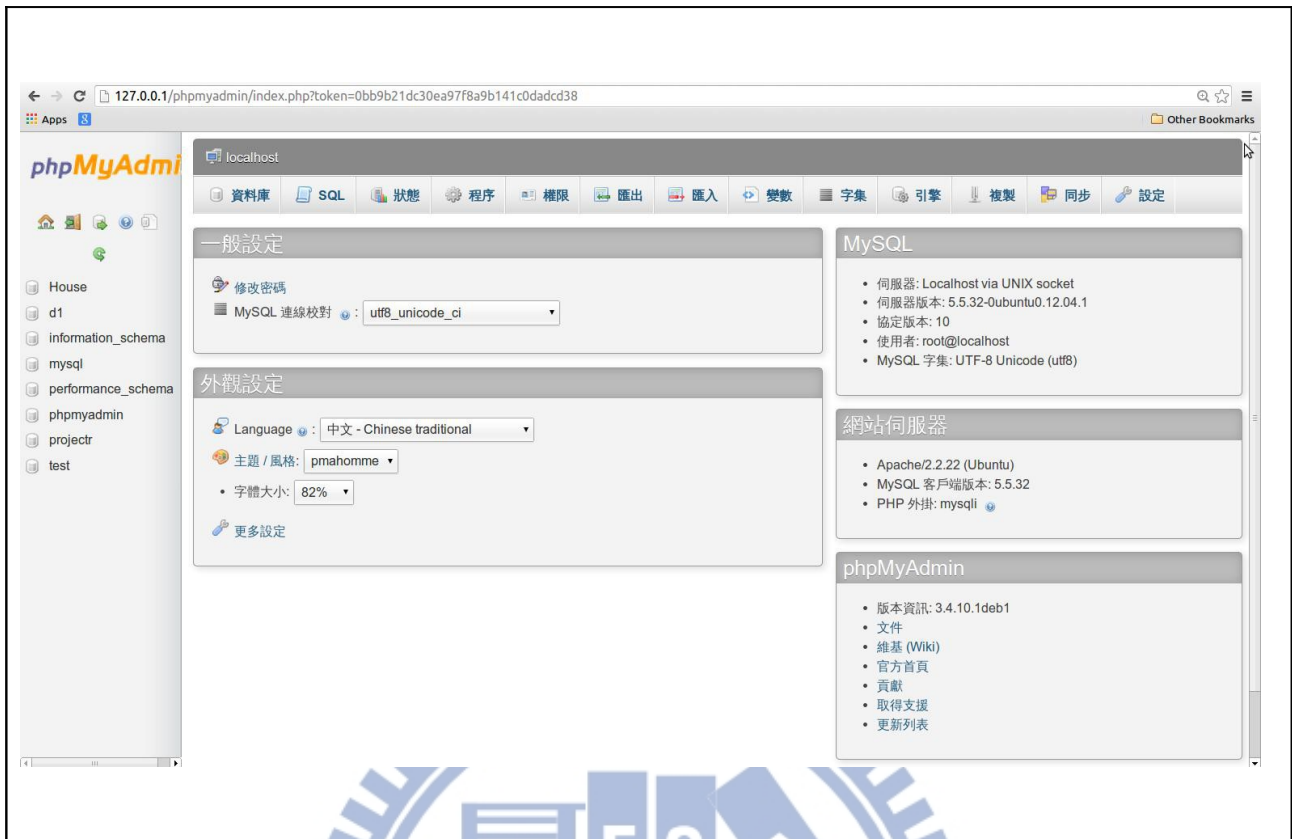 127.0.0.1/phpmyadmin/index.php?token=0bb9b21dc30ea97f8a9b141c0dadcd38
Apps
Other Bookmarks
phpMyAdmi
House
d1
information_schema
mysql
performance_schema
phpmyadmin
projectr
test
localhost
資料庫 SQL 狀態 程序 權限 匯出 匯入 變數 字集 引擎 複製 同步 設定
一般設定
修改密碼
MySQL 連線校對 : utf8_unicode_ci
外觀設定
Language : 中文 - Chinese traditional
主題 / 風格: pmahomme
• 字體大小: 82%
更多設定
MySQL
• 伺服器: Localhost via UNIX socket
• 伺服器版本: 5.5.32-0ubuntu0.12.04.1
• 協定版本: 10
• 使用者: root@localhost
• MySQL 字集: UTF-8 Unicode (utf8)
網站伺服器
• Apache/2.2.22 (Ubuntu)
• MySQL 客戶端版本: 5.5.32
• PHP 外掛: mysqli
phpMyAdmin
• 版本資訊: 3.4.10.1deb1
• 文件
• 維基 (Wiki)
• 官方首頁
• 貢獻
• 取得支援
• 更新列表